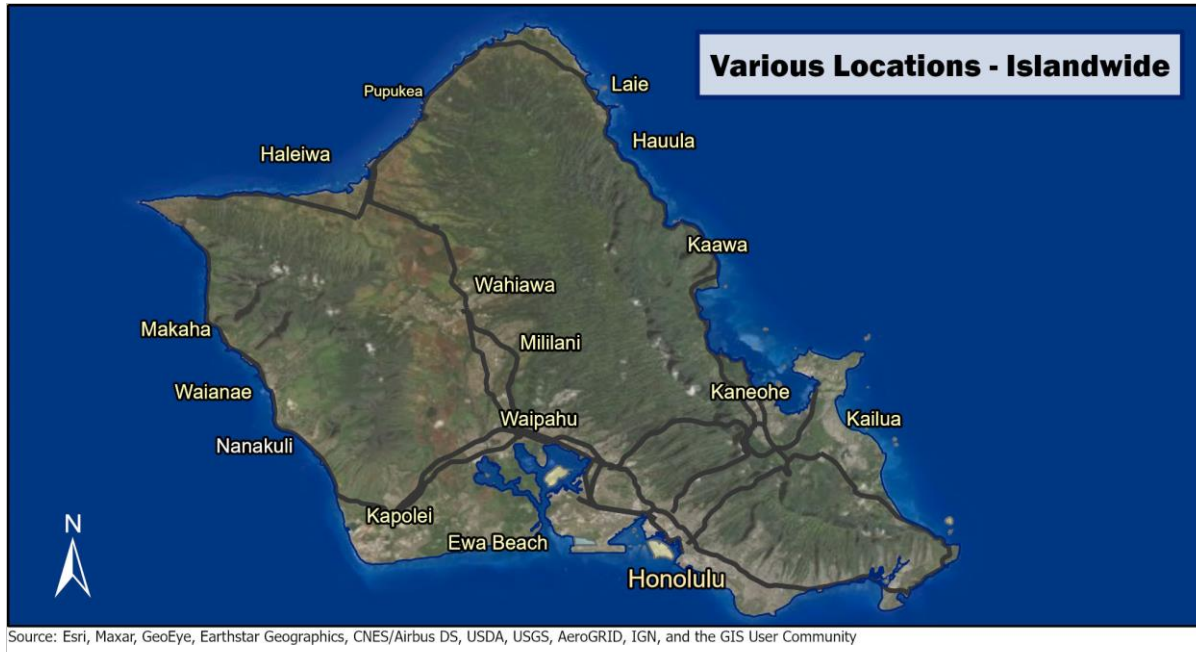 Various Locations - Islandwide
Laie
Pupukea
Hauula
Haleiwa
Kaawa
Wahiawa
Makaha
Mililani
Waianae
Kaneohe
Waipahu
Kailua
Nanakuli
Kapolei
N
Ewa Beach
Honolulu
Source: Esri, Maxar, GeoEye, Earthstar Geographics, CNES/Airbus DS, USDA, USGS, AeroGRID, IGN, and the GIS User Community